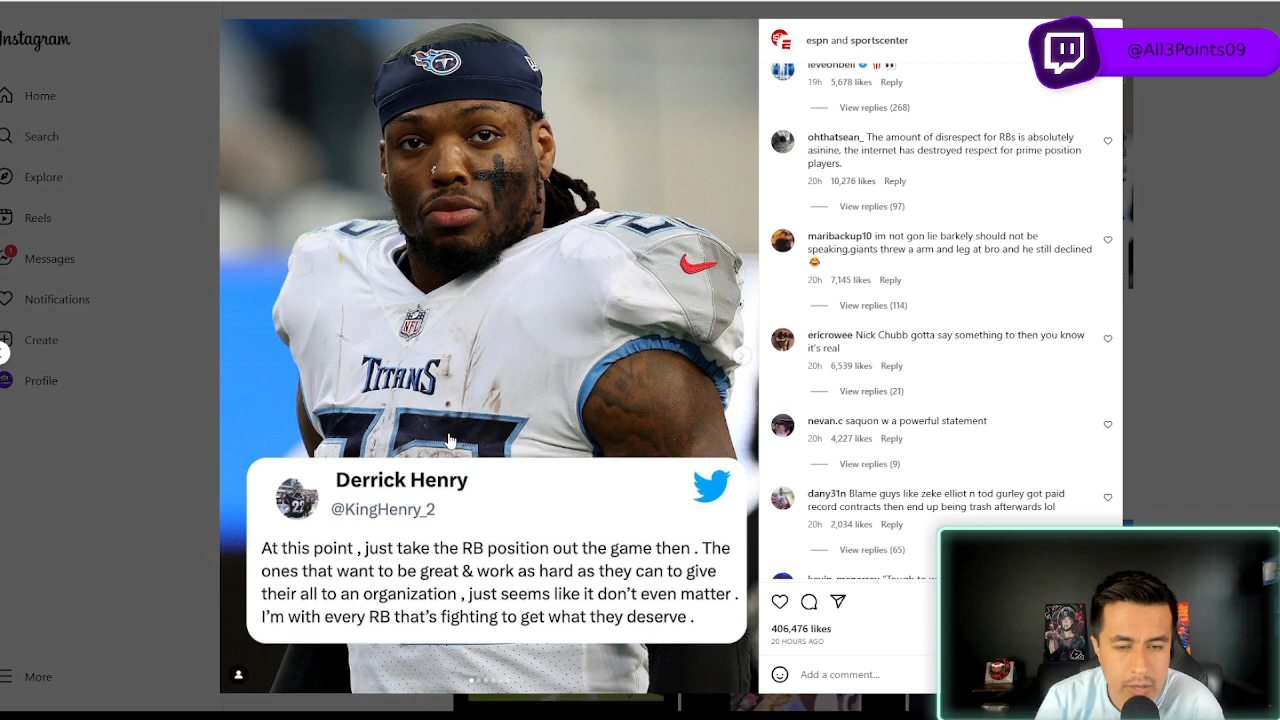 Instagram
Home
Search
Explore
Reels
1
Messages
Notifications
Create
Profile
More
TITANS
NFL
Derrick Henry
@KingHenry_2
At this point , just take the RB position out the game then . The
ones that want to be great & work as hard as they can to give
their all to an organization , just seems like it don't even matter .
I'm with every RB that's fighting to get what they deserve .
espn and sportscenter
@All3Points09
leveonbell
19h 5,678 likes Reply
View replies (268)
ohthatsean_ The amount of disrespect for RBs is absolutely
asinine, the internet has destroyed respect for prime position
players.
20h 10,276 likes Reply
View replies (97)
maribackup10 im not gon lie barkely should not be
speaking.giants threw a arm and leg at bro and he still declined
😂
20h 7,145 likes Reply
View replies (114)
ericrowee Nick Chubb gotta say something to then you know
it's real
20h 6,539 likes Reply
View replies (21)
nevan.c saquon w a powerful statement
20h 4,227 likes Reply
View replies (9)
dany31n Blame guys like zeke elliot n tod gurley got paid
record contracts then end up being trash afterwards lol
20h 2,034 likes Reply
View replies (65)
406,476 likes
20 HOURS AGO
Add a comment...